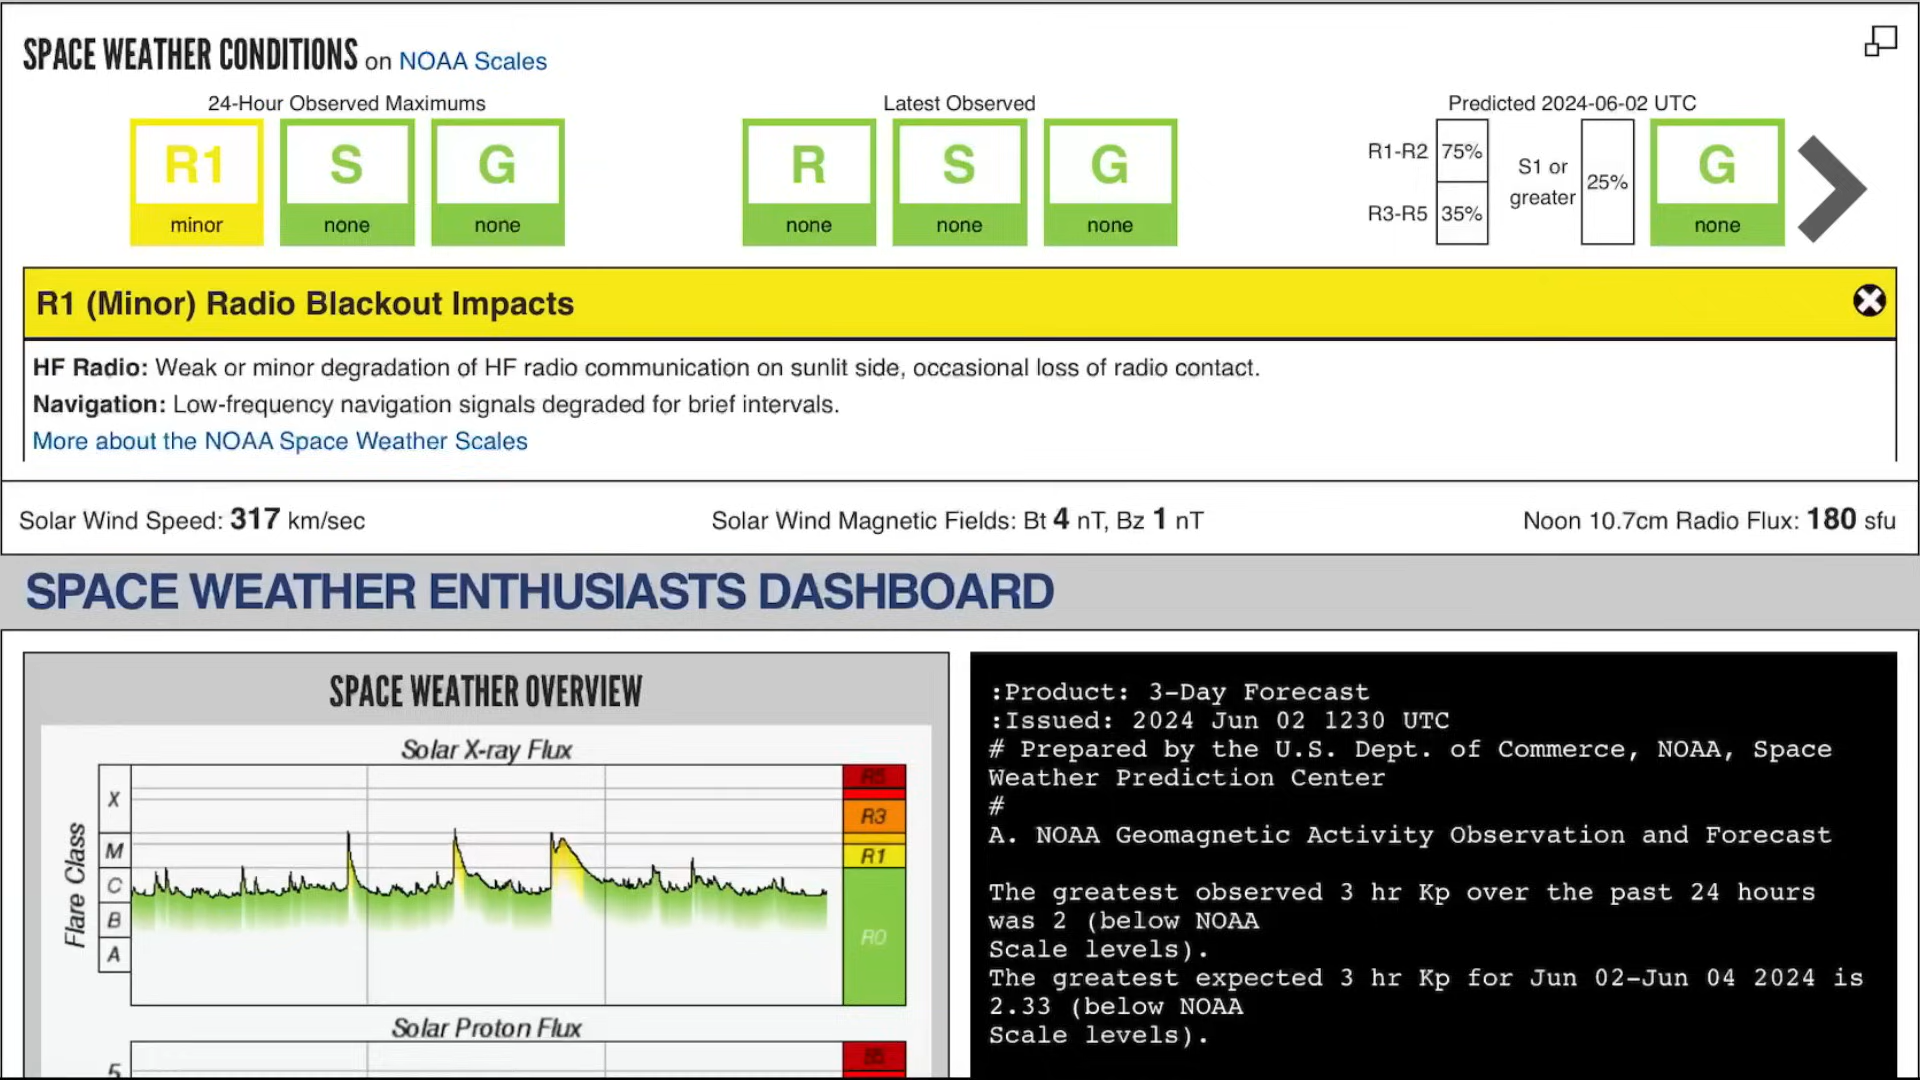 SPACE WEATHER CONDITIONS on NOAA Scales
24-Hour Observed Maximums
R1
minor
S
none
G
none
Latest Observed
R
none
S
none
G
none
Predicted 2024-06-02 UTC
R1-R2 75%
R3-R5 35%
S1 or
greater
25%
G
none
R1 (Minor) Radio Blackout Impacts
HF Radio: Weak or minor degradation of HF radio communication on sunlit side, occasional loss of radio contact.
Navigation: Low-frequency navigation signals degraded for brief intervals.
More about the NOAA Space Weather Scales
Solar Wind Speed: 317 km/sec
Solar Wind Magnetic Fields: Bt 4 nT, Bz 1 nT
Noon 10.7cm Radio Flux: 180 sfu
SPACE WEATHER ENTHUSIASTS DASHBOARD
SPACE WEATHER OVERVIEW
Solar X-ray Flux
Flare Class
X
M
C
B
A
R5
R3
R1
R0
Solar Proton Flux
5
:Product: 3-Day Forecast
:Issued: 2024 Jun 02 1230 UTC
# Prepared by the U.S. Dept. of Commerce, NOAA, Space
Weather Prediction Center
#
A. NOAA Geomagnetic Activity Observation and Forecast
The greatest observed 3 hr Kp over the past 24 hours
was 2 (below NOAA
Scale levels).
The greatest expected 3 hr Kp for Jun 02-Jun 04 2024 is
2.33 (below NOAA
Scale levels).